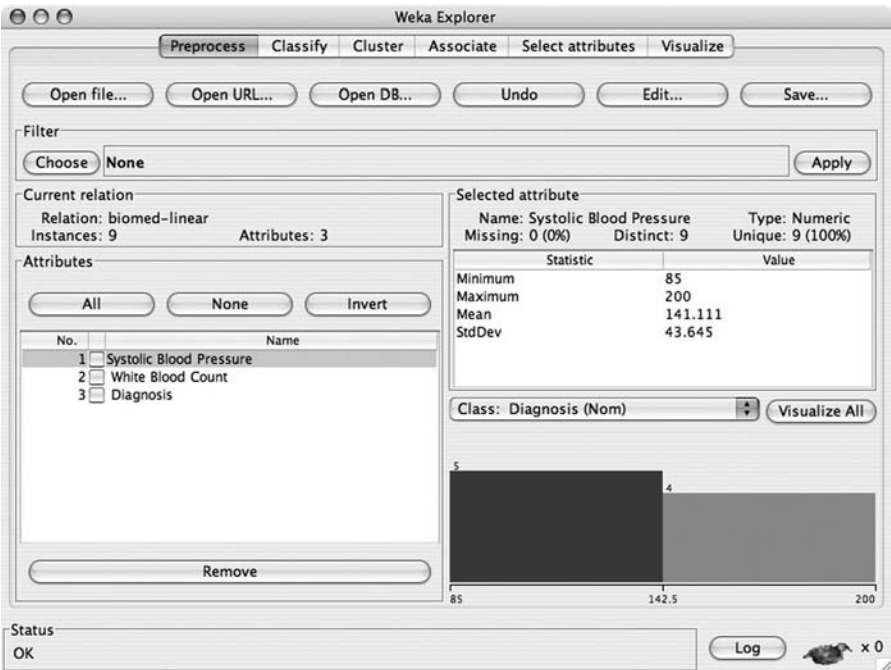 Weka Explorer
Preprocess Classify Cluster Associate Select attributes Visualize
Open file... Open URL... Open DB... Undo Edit... Save...
Filter
Choose None Apply
Current relation
Relation: biomed-linear
Instances: 9 Attributes: 3
Attributes
All None Invert
No. Name
1 Systolic Blood Pressure
2 White Blood Count
3 Diagnosis
Remove
Selected attribute
Name: Systolic Blood Pressure Type: Numeric
Missing: 0 (0%) Distinct: 9 Unique: 9 (100%)
Statistic Value
Minimum 85
Maximum 200
Mean 141.111
StdDev 43.645
Class: Diagnosis (Nom) Visualize All
5
4
85 142.5 200
Status
OK
Log x 0